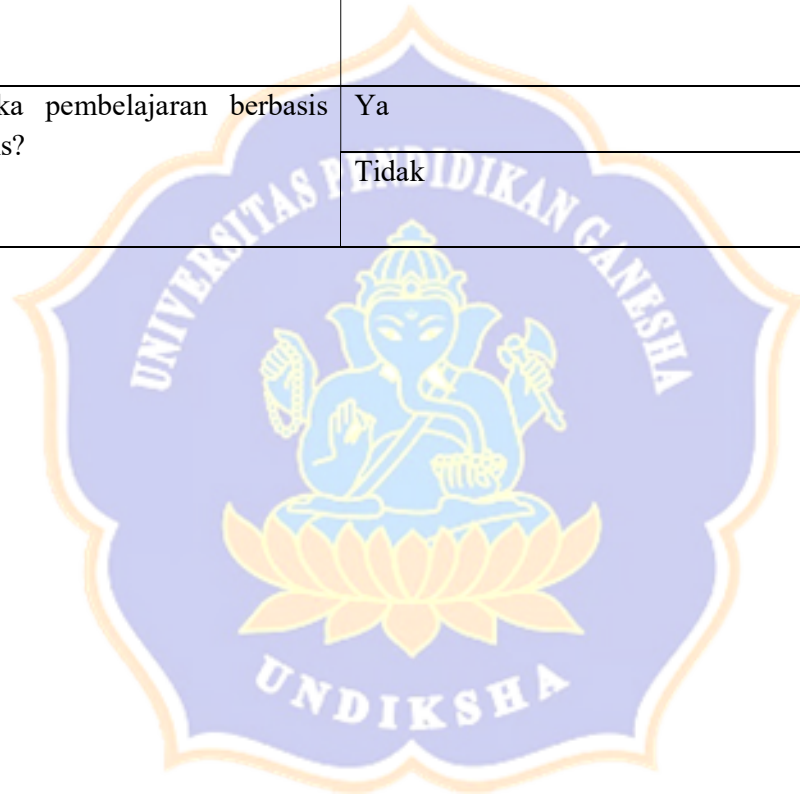 ka pembelajaran berbasis Ya
s?
Tidak
UNIVERSITAS PENDIDIKAN GANESHA
UNDIKSHA